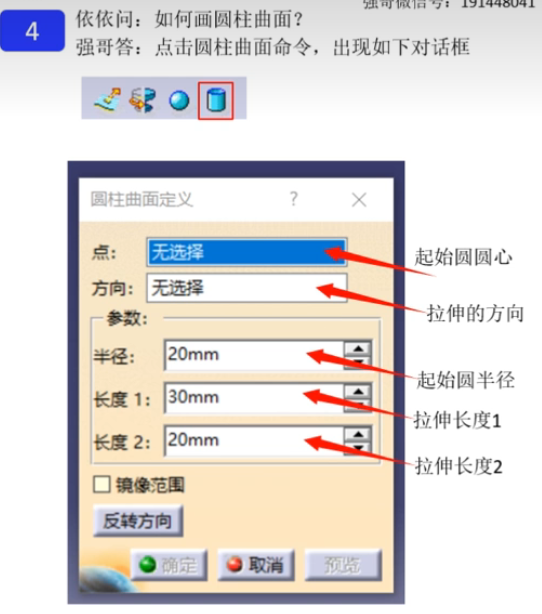 强哥微信号：191448041
4
依依问：如何画圆柱曲面？
强哥答：点击圆柱曲面命令，出现如下对话框
圆柱曲面定义 ? ×
点： 无选择
起始圆圆心
方向： 无选择
拉伸的方向
参数：
半径： 20mm
起始圆半径
长度 1： 30mm
拉伸长度1
长度 2： 20mm
拉伸长度2
镜像范围
反转方向
确定 取消 预览